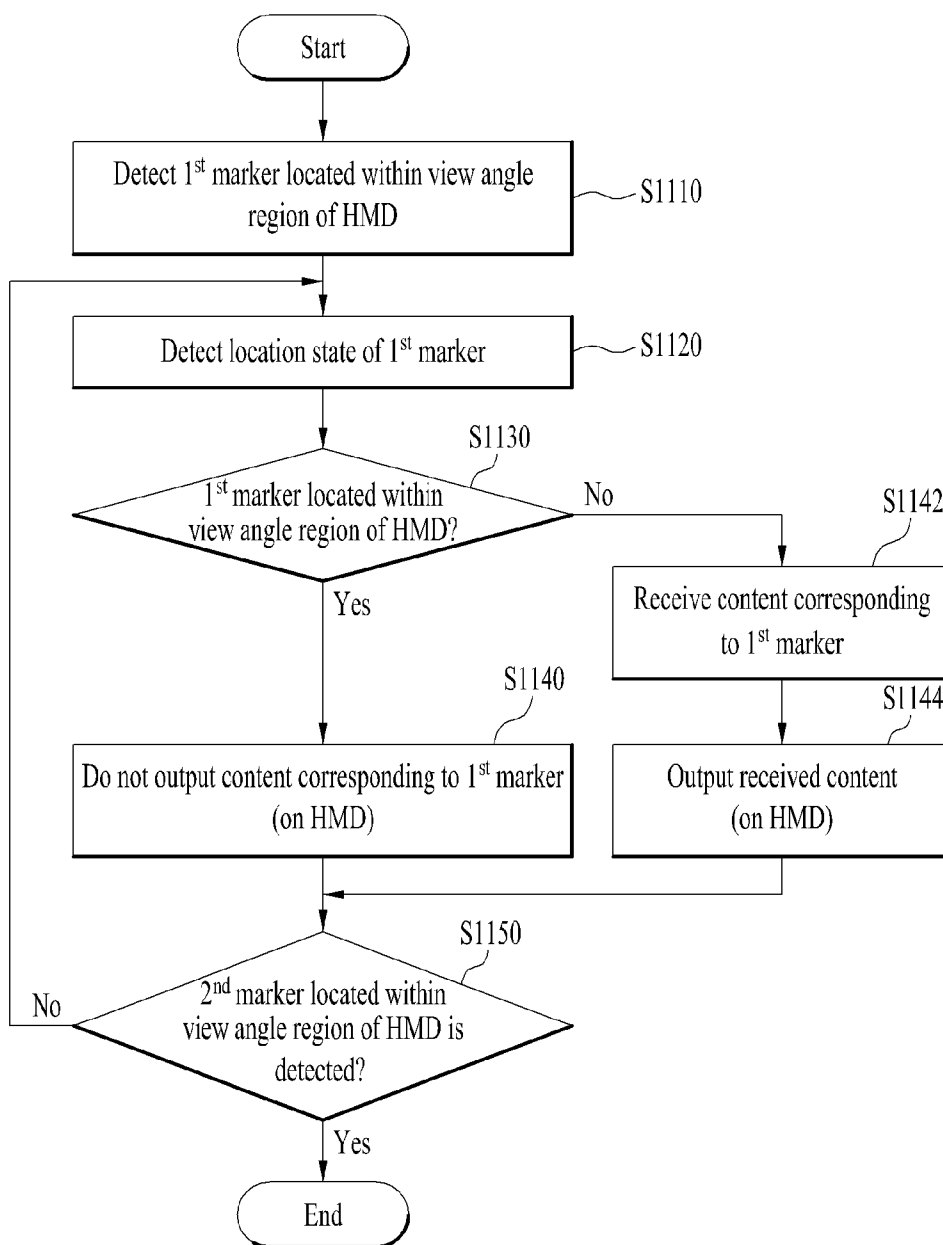 Start
Detect 1st marker located within view angle
region of HMD
S1110
Detect location state of 1st marker
S1120
S1130
1st marker located within
view angle region of HMD?
No
Yes
S1142
Receive content corresponding
to 1st marker
S1140
Do not output content corresponding to 1st marker
(on HMD)
S1144
Output received content
(on HMD)
S1150
2nd marker located within
view angle region of HMD is
detected?
No
Yes
End